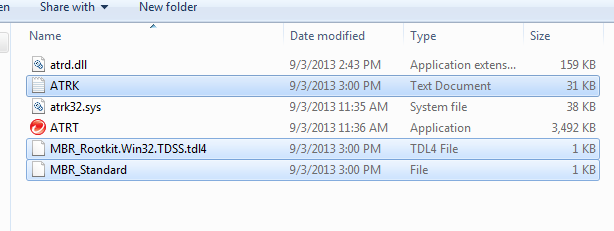 en Share with New folder
Name Date modified Type Size
atrd.dll 9/3/2013 2:43 PM Application extens... 159 KB
ATRK 9/3/2013 3:00 PM Text Document 31 KB
atrk32.sys 9/3/2013 11:35 AM System file 38 KB
ATRT 9/3/2013 11:36 AM Application 3,492 KB
MBR_Rootkit.Win32.TDSS.tdl4 9/3/2013 3:00 PM TDL4 File 1 KB
MBR_Standard 9/3/2013 3:00 PM File 1 KB